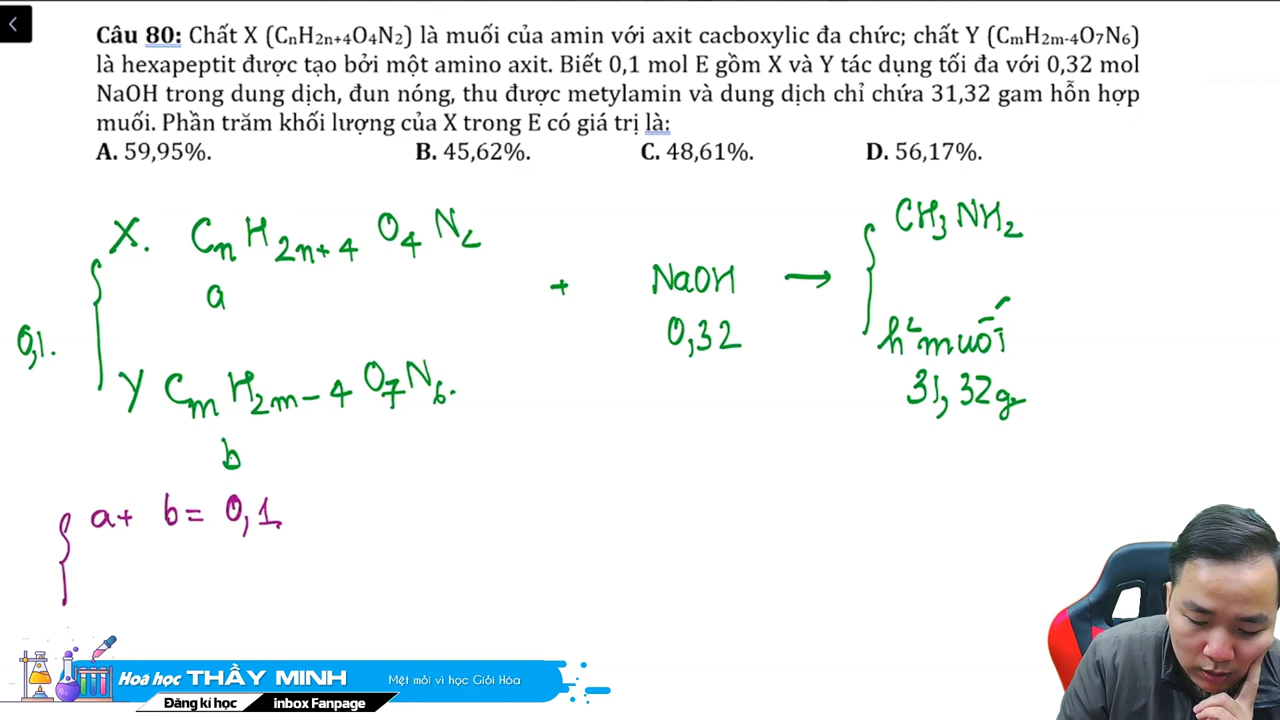 Câu 80: Chất X (CnH2n+4O4N2) là muối của amin với axit cacboxylic đa chức; chất Y (CmH2m-4O7N6)
là hexapeptit được tạo bởi một amino axit. Biết 0,1 mol E gồm X và Y tác dụng tối đa với 0,32 mol
NaOH trong dung dịch, đun nóng, thu được metylamin và dung dịch chỉ chứa 31,32 gam hỗn hợp
muối. Phần trăm khối lượng của X trong E có giá trị là:
A. 59,95%. B. 45,62%. C. 48,61%. D. 56,17%.
X. CnH2n+4 O4 N2
a
+ NaOH →
0,32
CH3NH2
h² muối
31,32g
0,1.
Y CmH2m-4 O7N6.
b
a+ b= 0,1
Hoá học THẦY MINH
Mệt mỏi vì học Giỏi Hóa
Đăng kí học
inbox Fanpage